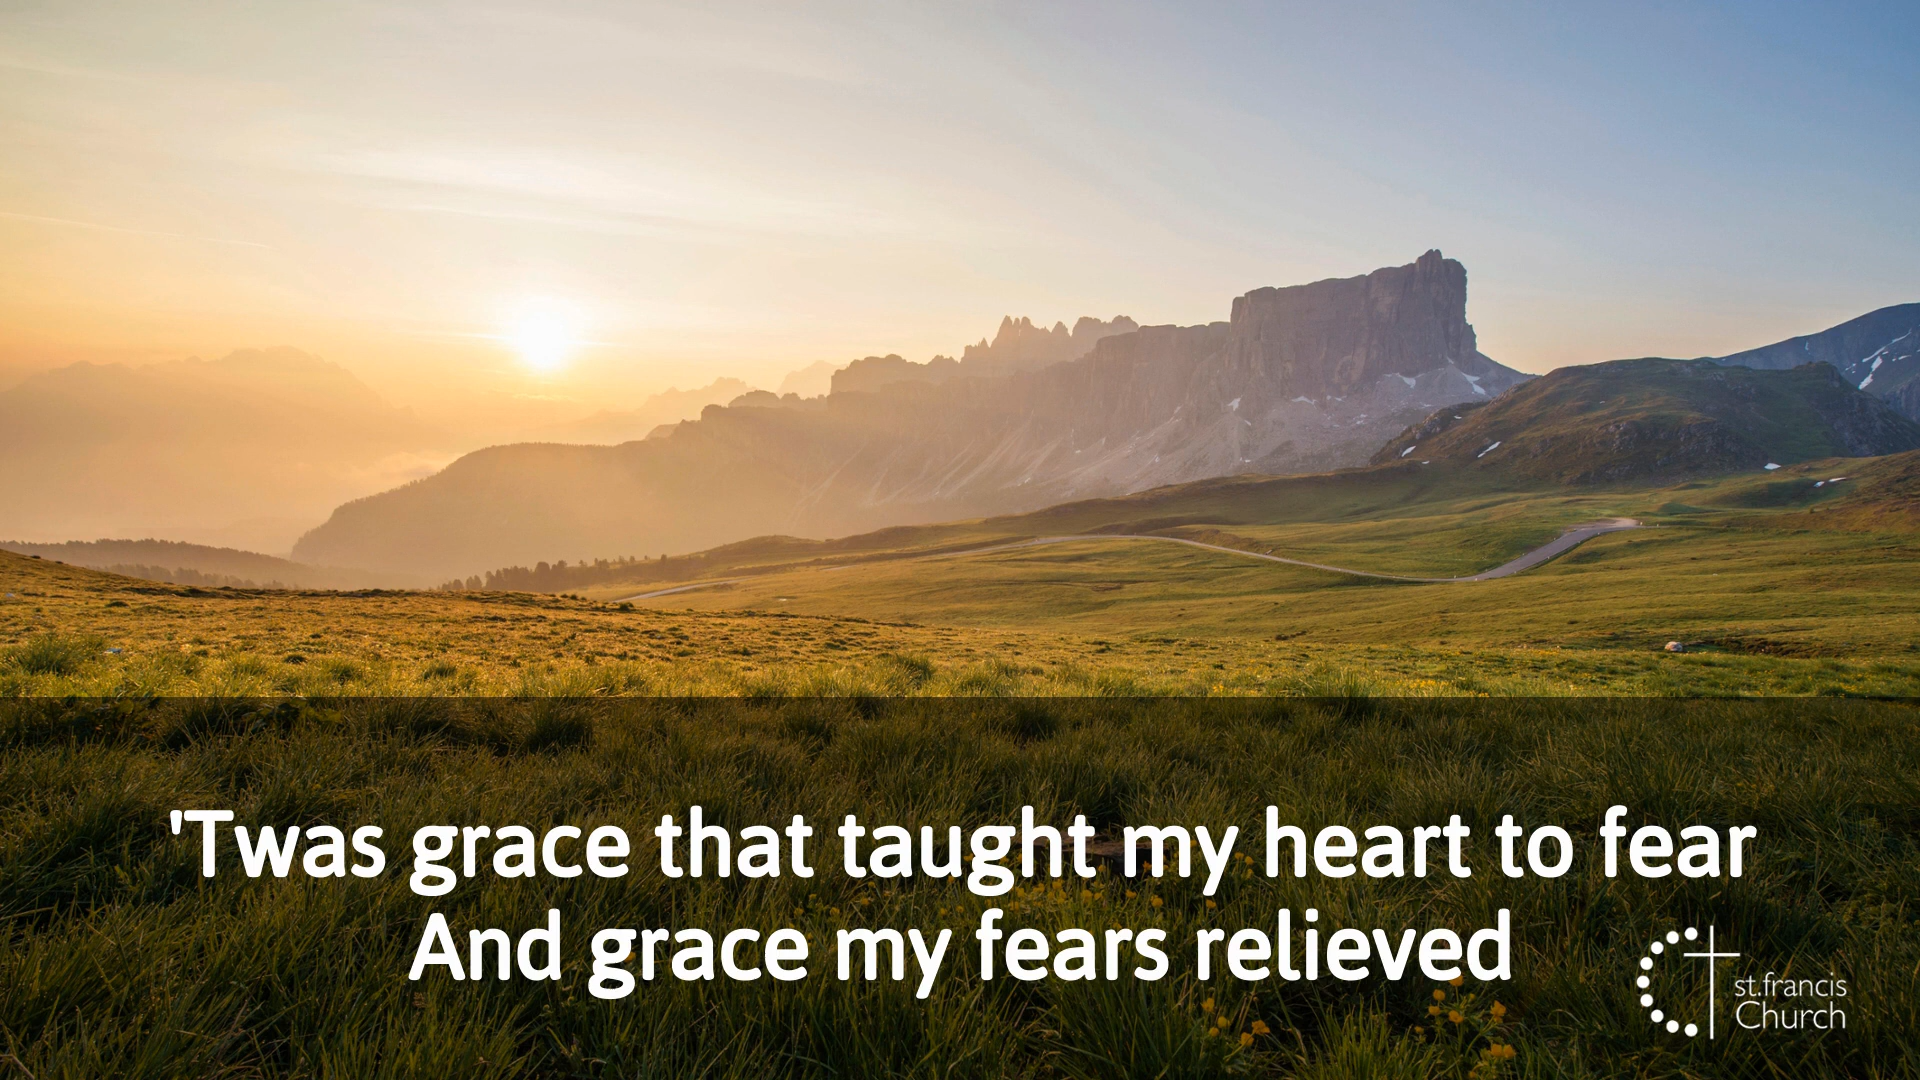 'Twas grace that taught my heart to fear
And grace my fears relieved
st.francis
Church